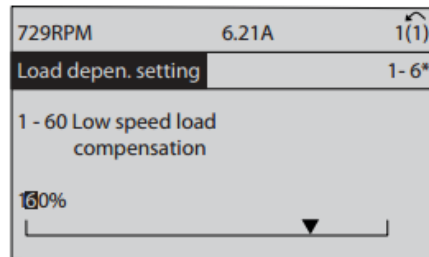 729RPM 6.21A 1(1)
Load depen. setting 1- 6*
1 - 60 Low speed load
compensation
160%